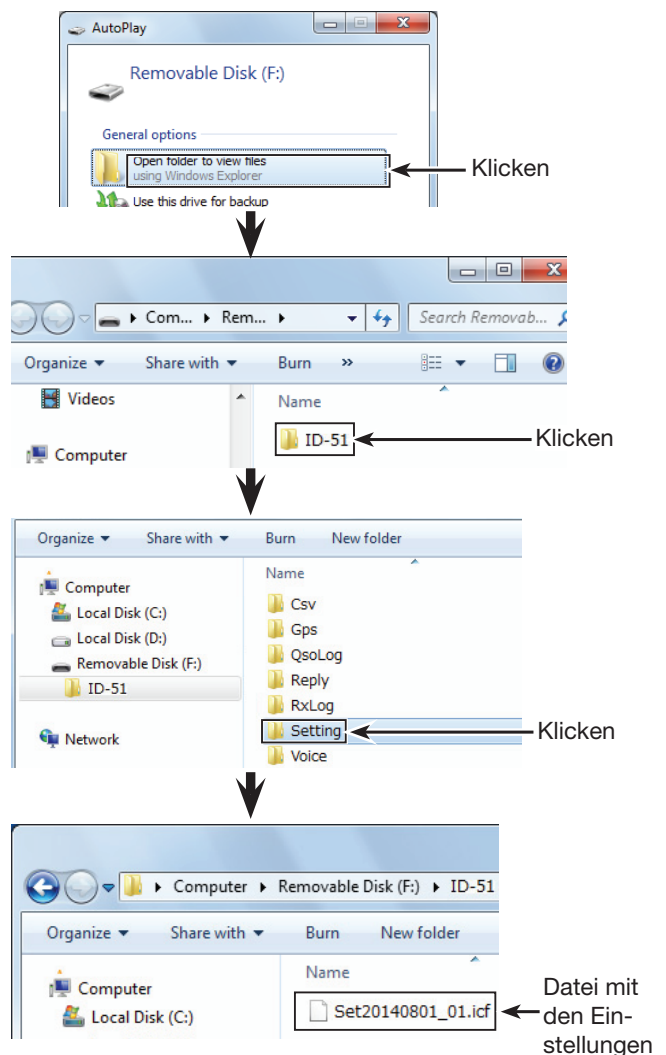 AutoPlay
Removable Disk (F:)
General options
Open folder to view files
using Windows Explorer
Klicken
Use this drive for backup
Com... Rem... Search Removab...
Organize Share with Burn »
Videos Name
ID-51 Klicken
Computer
Organize Share with Burn New folder
Name
Computer
Csv
Local Disk (C:)
Gps
Local Disk (D:)
QsoLog
Removable Disk (F:)
Reply
ID-51
RxLog
Setting Klicken
Network
Voice
Computer Removable Disk (F:) ID-51
Organize Share with Burn New folder
Name
Computer
Set20140801_01.icf
Local Disk (C:)
Datei mit
den Ein-
stellungen